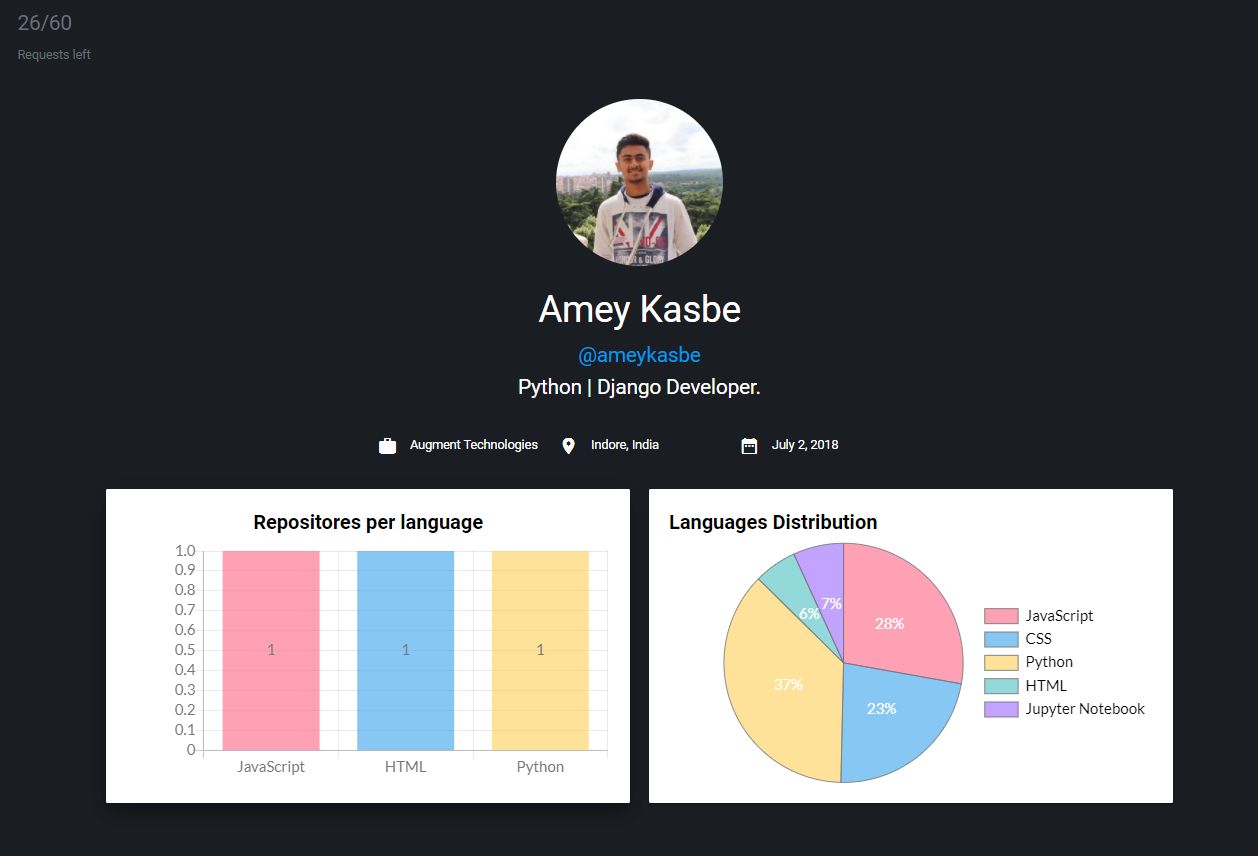 26/60
Requests left
Amey Kasbe
@ameykasbe
Python | Django Developer.
Augment Technologies
Indore, India
July 2, 2018
Repositores per language
1.0
0.9
0.8
0.7
0.6
0.5
0.4
0.3
0.2
0.1
0
1
1
1
JavaScript
HTML
Python
Languages Distribution
28%
23%
37%
6%
7%
JavaScript
CSS
Python
HTML
Jupyter Notebook